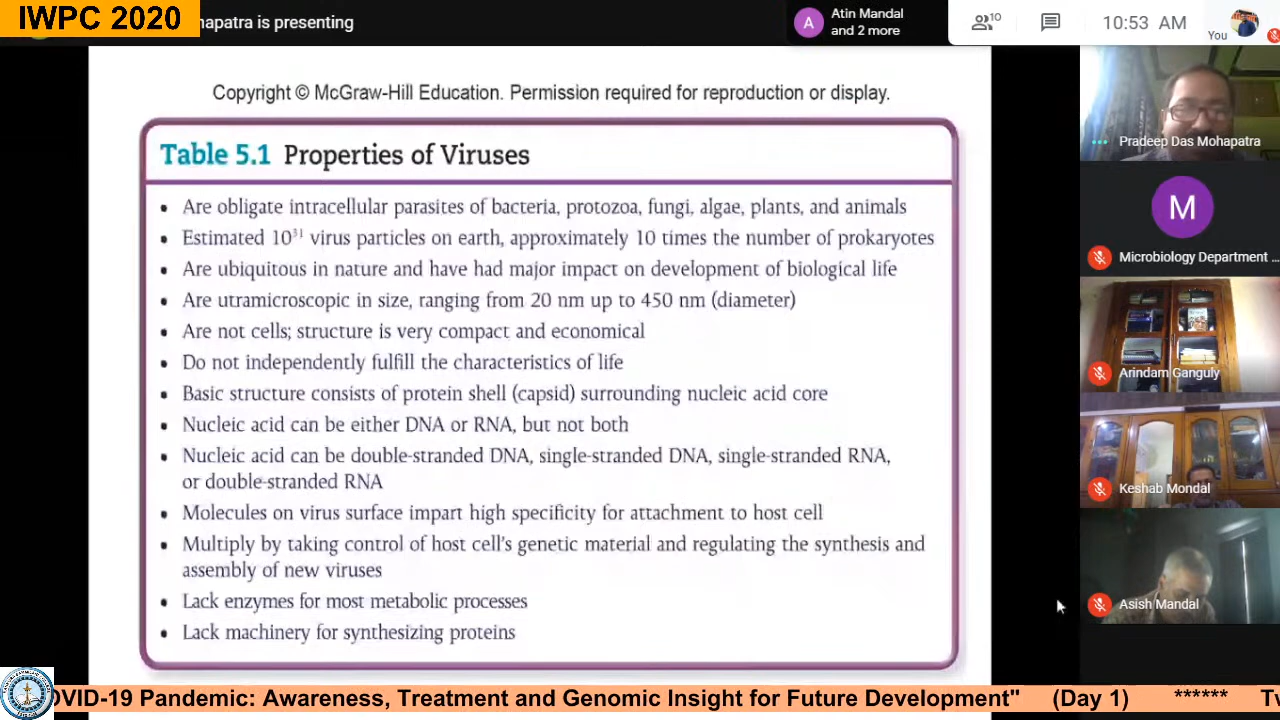 IWPC 2020
hapatra is presenting
A
Atin Mandal
and 2 more
10
10:53 AM
You
Copyright © McGraw-Hill Education. Permission required for reproduction or display.
Table 5.1 Properties of Viruses
• Are obligate intracellular parasites of bacteria, protozoa, fungi, algae, plants, and animals
• Estimated 10³¹ virus particles on earth, approximately 10 times the number of prokaryotes
• Are ubiquitous in nature and have had major impact on development of biological life
• Are utramicroscopic in size, ranging from 20 nm up to 450 nm (diameter)
• Are not cells; structure is very compact and economical
• Do not independently fulfill the characteristics of life
• Basic structure consists of protein shell (capsid) surrounding nucleic acid core
• Nucleic acid can be either DNA or RNA, but not both
• Nucleic acid can be double-stranded DNA, single-stranded DNA, single-stranded RNA,
or double-stranded RNA
• Molecules on virus surface impart high specificity for attachment to host cell
• Multiply by taking control of host cell's genetic material and regulating the synthesis and
assembly of new viruses
• Lack enzymes for most metabolic processes
• Lack machinery for synthesizing proteins
Pradeep Das Mohapatra
M
Microbiology Department ...
Arindam Ganguly
Keshab Mondal
Asish Mandal
OVID-19 Pandemic: Awareness, Treatment and Genomic Insight for Future Development" (Day 1) ****** Tw